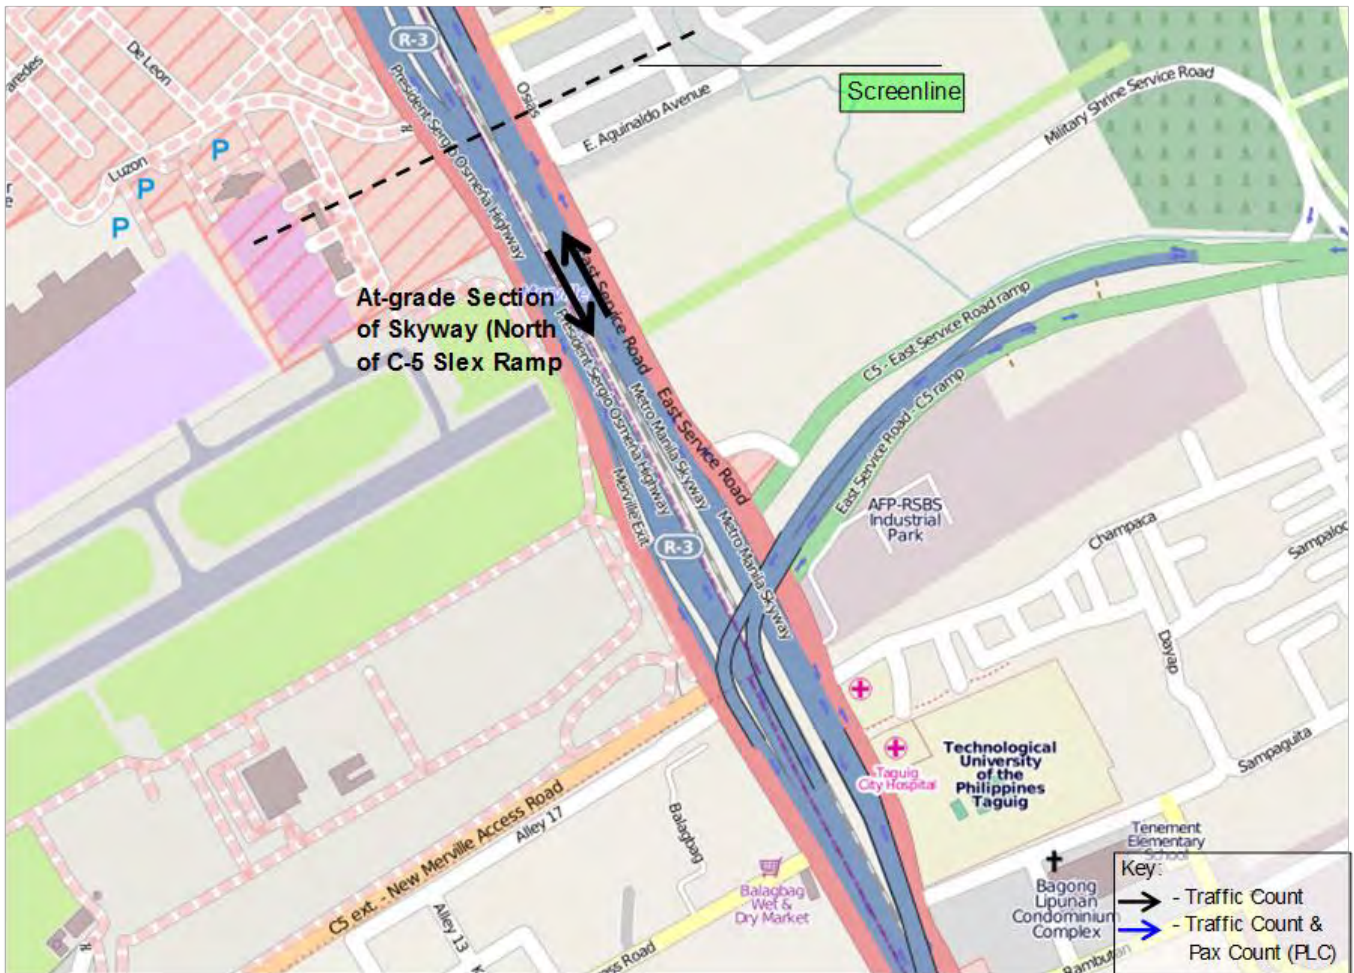 R-3
De Leon
President Sergio Osmeña Highway
Osias
Screenline
E. Aguinaldo Avenue
Military Shrine Service Road
Luzon
P
P
P
At-grade Section
of Skyway (North
of C-5 Slex Ramp
East Service Road
C5 - East Service Road ramp
President Sergio Osmeña Highway
Metro Manila Skyway
East Service Road
East Service Road - C5 ramp
Merville Exit
R-3
Metro Manila Skyway
AFP-RSBS
Industrial
Park
Champaca
Sampaloc
Dayap
Sampaguita
Technological
University
of the
Philippines
Taguig
Taguig
City Hospital
C5 ext. - New Merville Access Road
Alley 17
Balagbag
Alley 13
Balagbag
Wet &
Dry Market
Tenement
Elementary
School
Bagong
Lipunan
Condominium
Complex
Rambutan
Key:
- Traffic Count
- Traffic Count &
Pax Count (PLC)